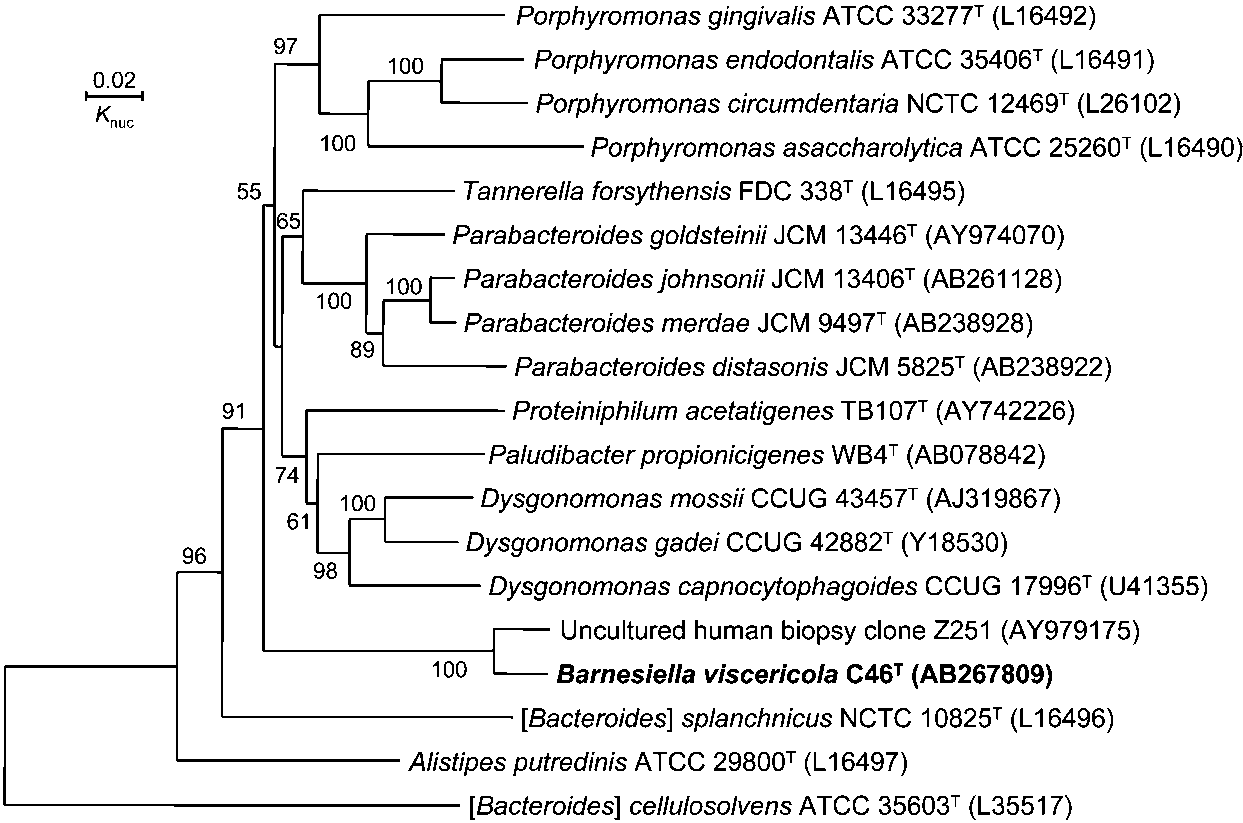 Porphyromonas gingivalis ATCC 33277ᵀ (L16492)
97
Porphyromonas endodontalis ATCC 35406ᵀ (L16491)
100
0.02
Knuc
Porphyromonas circumdentaria NCTC 12469ᵀ (L26102)
100
Porphyromonas asaccharolytica ATCC 25260ᵀ (L16490)
55
Tannerella forsythensis FDC 338ᵀ (L16495)
65
Parabacteroides goldsteinii JCM 13446ᵀ (AY974070)
Parabacteroides johnsonii JCM 13406ᵀ (AB261128)
100
100
Parabacteroides merdae JCM 9497ᵀ (AB238928)
89
Parabacteroides distasonis JCM 5825ᵀ (AB238922)
91
Proteiniphilum acetatigenes TB107ᵀ (AY742226)
Paludibacter propionicigenes WB4ᵀ (AB078842)
74
Dysgonomonas mossii CCUG 43457ᵀ (AJ319867)
100
61
Dysgonomonas gadei CCUG 42882ᵀ (Y18530)
96
98
Dysgonomonas capnocytophagoides CCUG 17996ᵀ (U41355)
Uncultured human biopsy clone Z251 (AY979175)
100
Barnesiella viscericola C46ᵀ (AB267809)
[Bacteroides] splanchnicus NCTC 10825ᵀ (L16496)
Alistipes putredinis ATCC 29800ᵀ (L16497)
[Bacteroides] cellulosolvens ATCC 35603ᵀ (L35517)